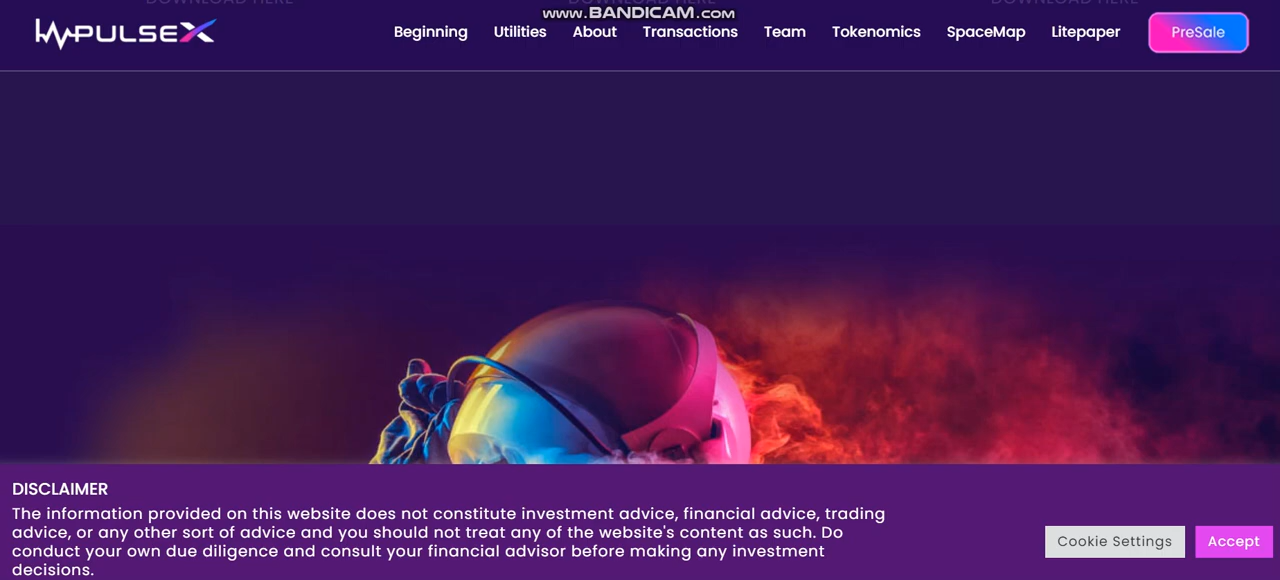 DOWNLOAD HERE DOWNLOAD HERE DOWNLOAD HERE
www.BANDICAM.com
IMPULSEX Beginning Utilities About Transactions Team Tokenomics SpaceMap Litepaper PreSale
DISCLAIMER
The information provided on this website does not constitute investment advice, financial advice, trading
advice, or any other sort of advice and you should not treat any of the website's content as such. Do
conduct your own due diligence and consult your financial advisor before making any investment
decisions.
Cookie Settings Accept